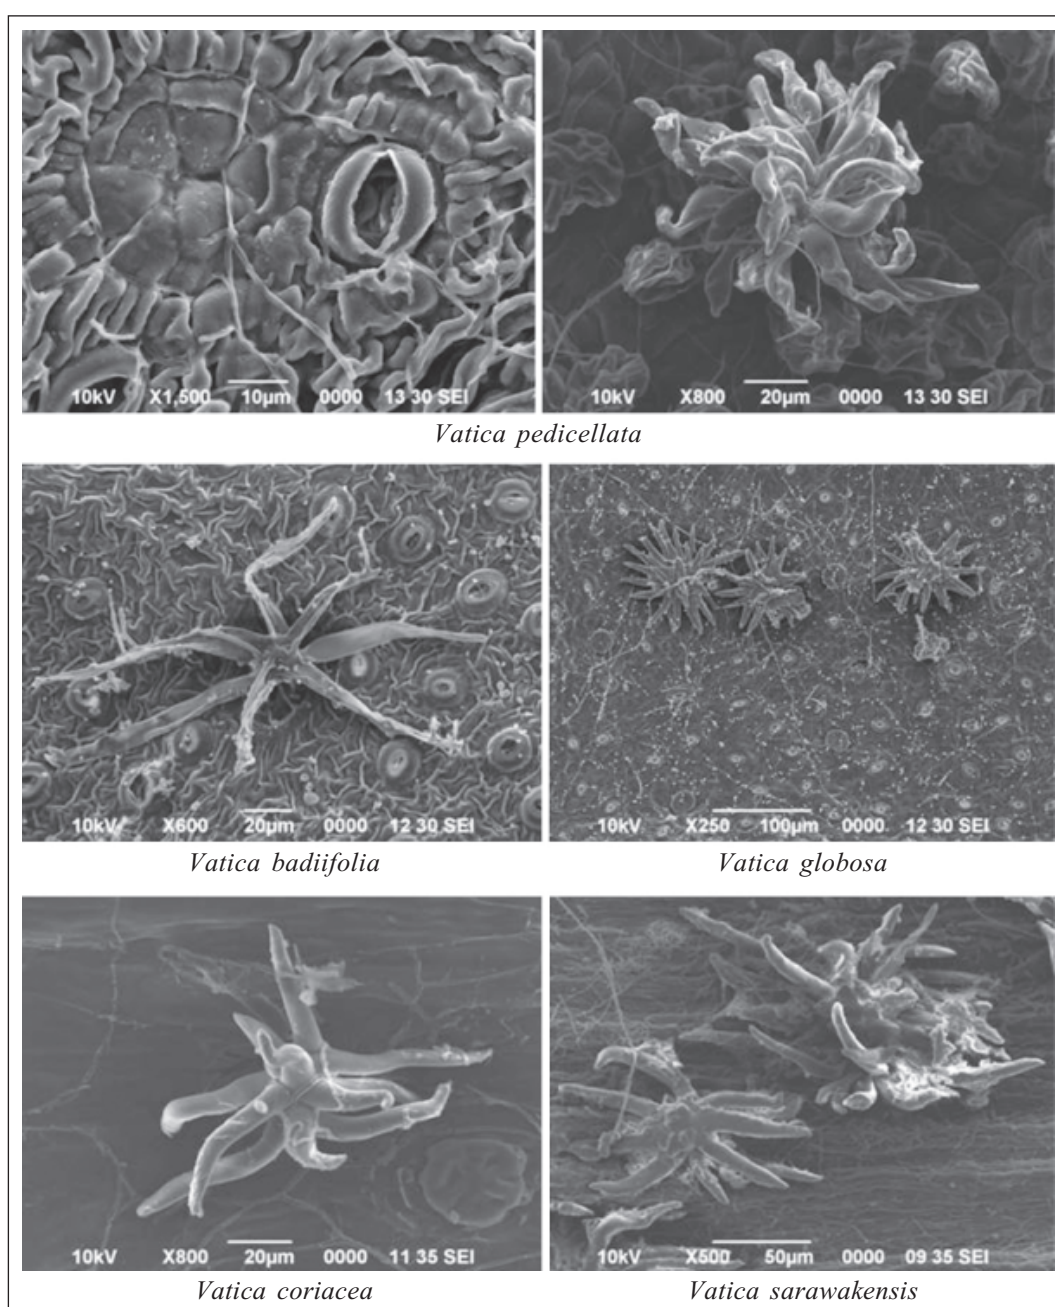 10kV X1,500 10µm 0000 13 30 SEI
10kV X800 20µm 0000 13 30 SEI
Vatica pedicellata
10kV X600 20µm 0000 12 30 SEI
10kV X250 100µm 0000 12 30 SEI
Vatica badiifolia
Vatica globosa
10kV X800 20µm 0000 11 35 SEI
10kV X500 50µm 0000 09 35 SEI
Vatica coriacea
Vatica sarawakensis